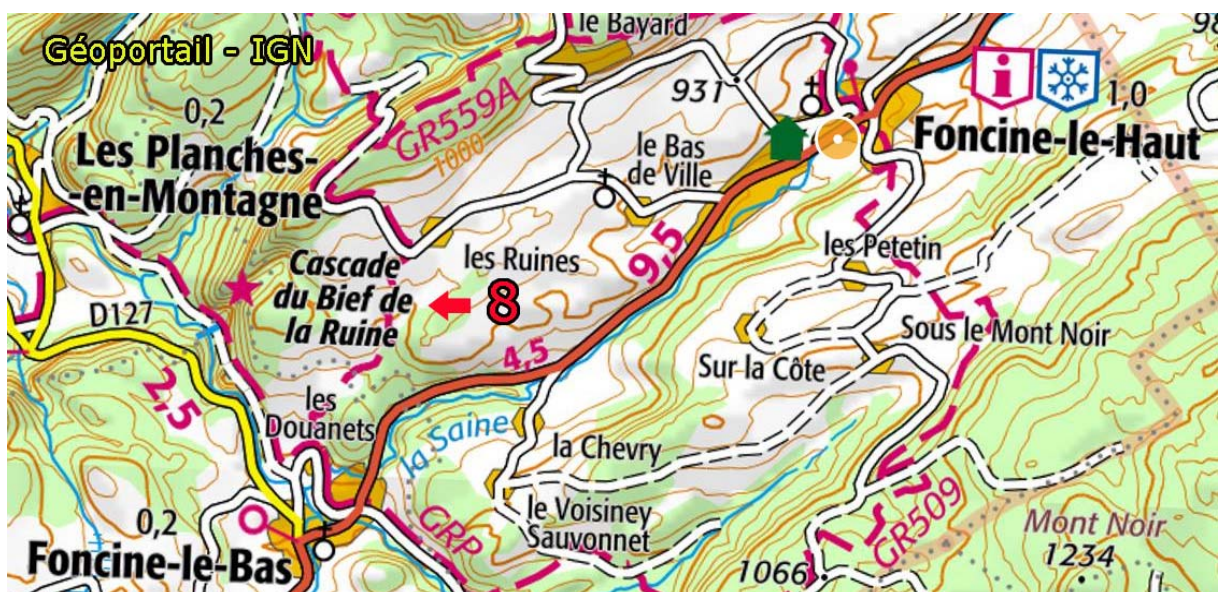 Géoportail - IGN
le Bayard
98
931
1,0
0,2
GR559A
1000
Les Planches-
-en-Montagne
le Bas
de Ville
Foncine-le-Haut
les Petetin
Cascade
du Bief de
la Ruine
les Ruines
8
9,5
D127
Sous le Mont Noir
Sur la Côte
4,5
2,5
les
Douanets
la Saine
la Chevry
le Voisiney
Sauvonnet
GRP
GR509
0,2
Foncine-le-Bas
Mont Noir
1234
1066